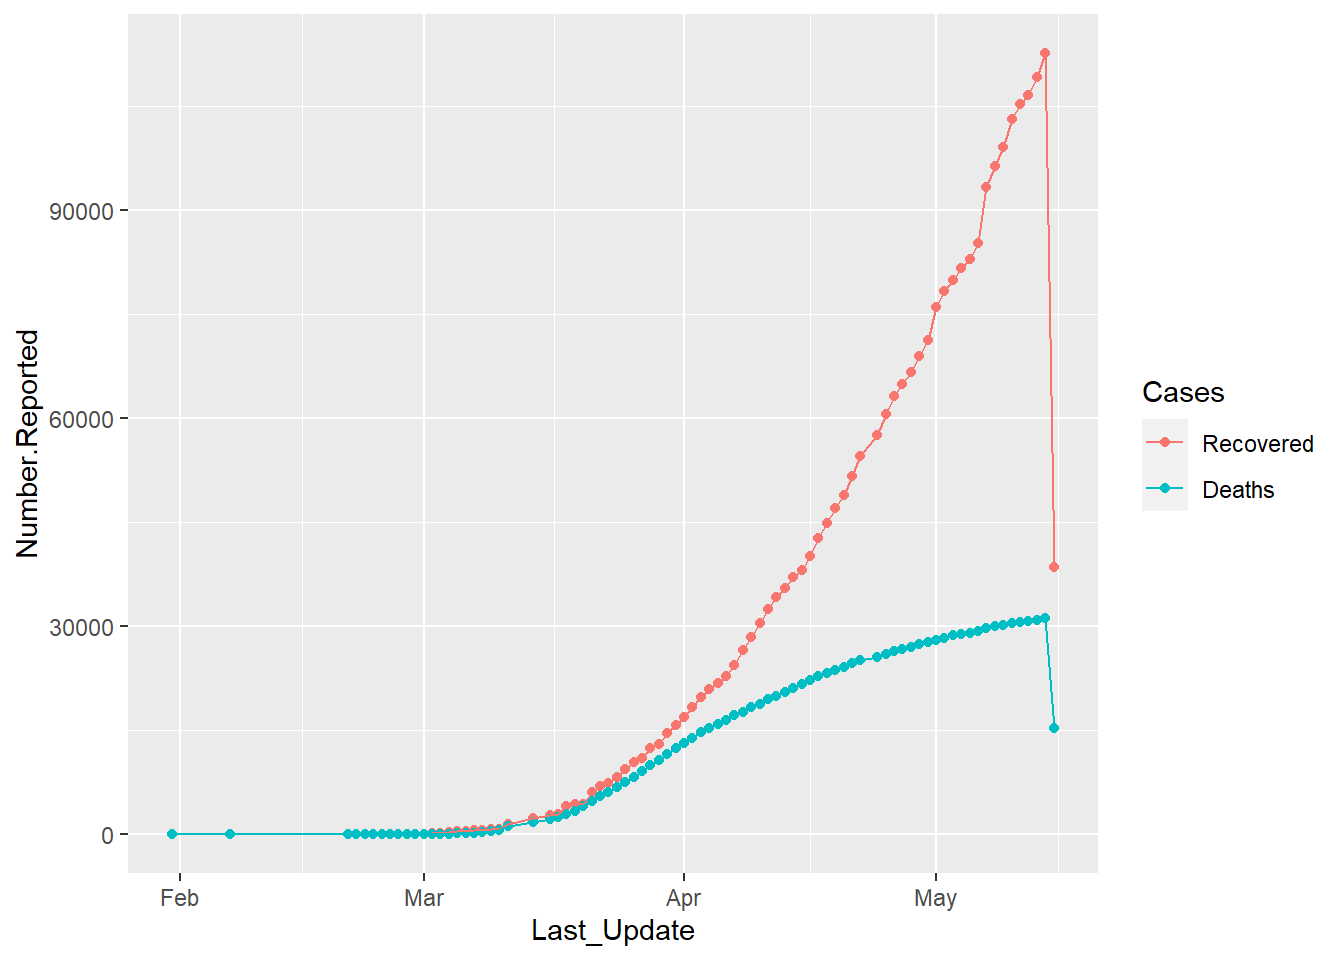 Number.Reported
90000
60000
30000
0
Feb
Mar
Apr
May
Last_Update
Cases
Recovered
Deaths